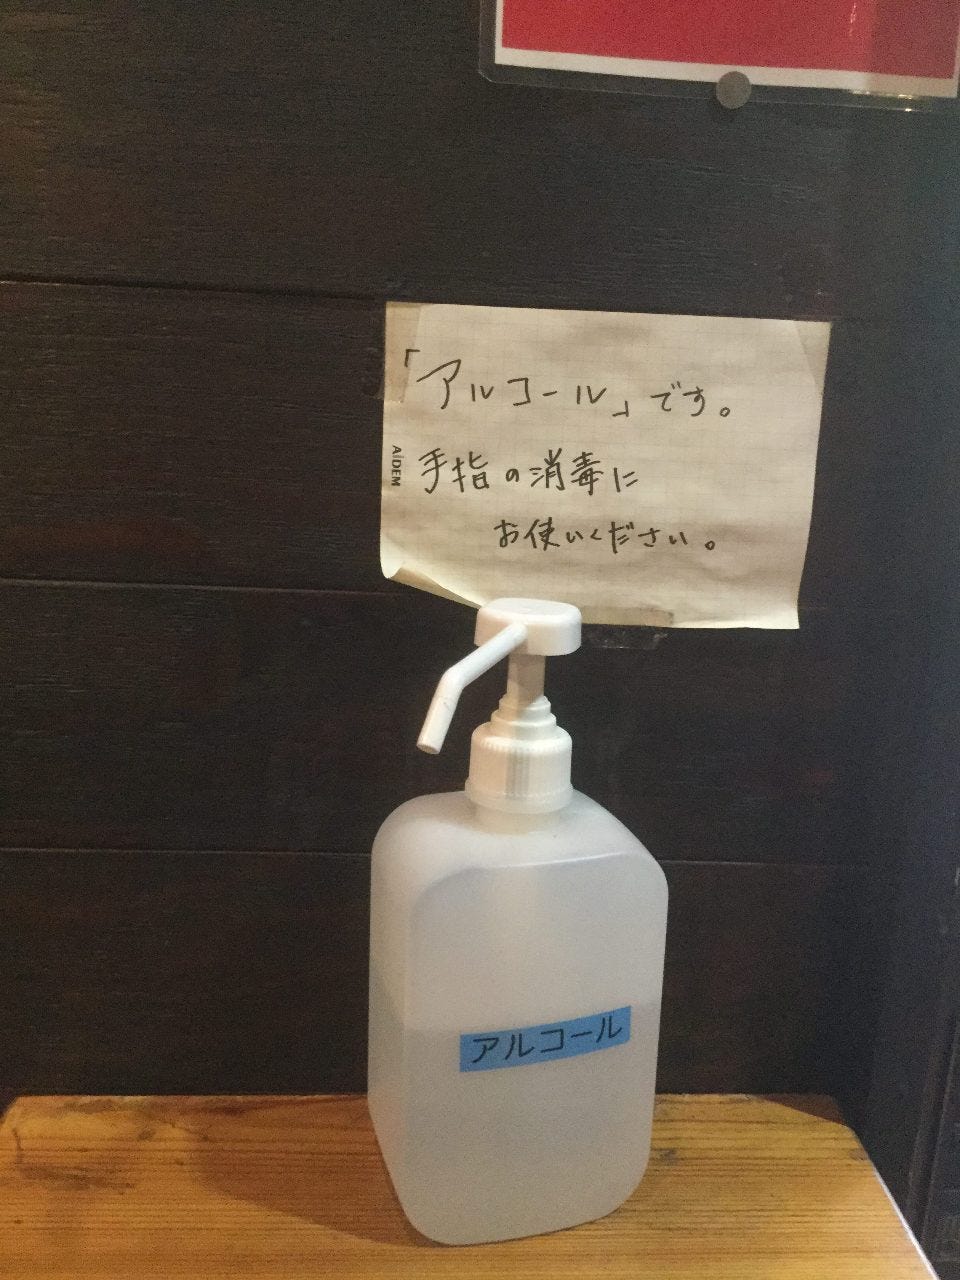 「アルコール」です。
手指の消毒に
お使いください。
AiDEM
アルコール